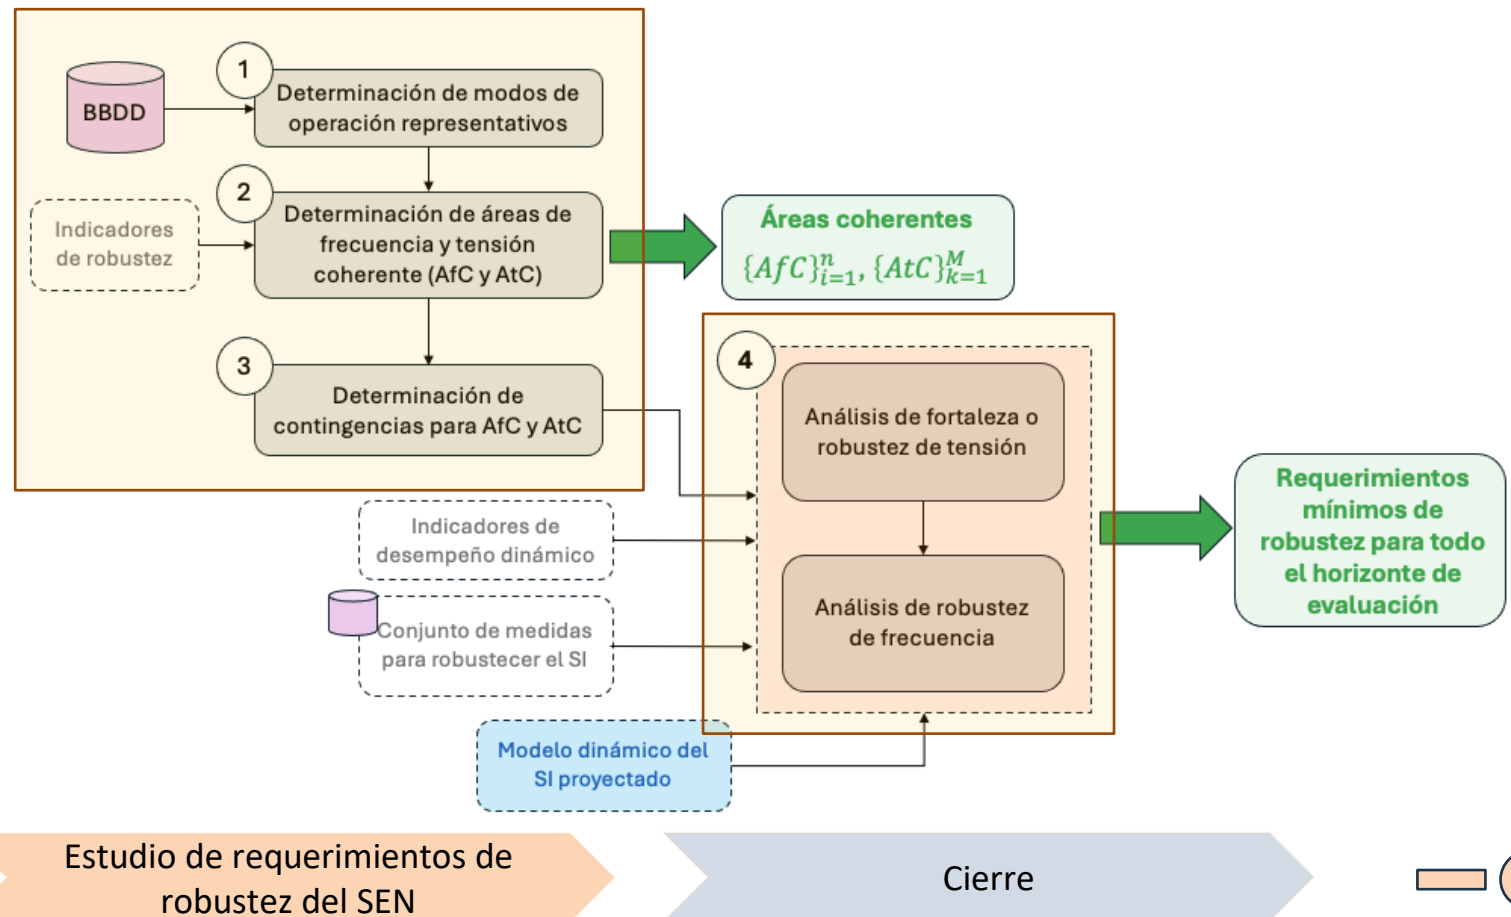 1
BBDD
Determinación de modos de
operación representativos
2
Indicadores
de robustez
Determinación de áreas de
frecuencia y tensión
coherente (AfC y AtC)
Áreas coherentes
{AfC}ⁿᵢ₌₁, {AtC}ᴹₖ₌₁
3
Determinación de
contingencias para AfC y AtC
4
Análisis de fortaleza o
robustez de tensión
Indicadores de
desempeño dinámico
Análisis de robustez
de frecuencia
Conjunto de medidas
para robustecer el SI
Modelo dinámico del
SI proyectado
Requerimientos
mínimos de
robustez para todo
el horizonte de
evaluación
Estudio de requerimientos de
robustez del SEN
Cierre